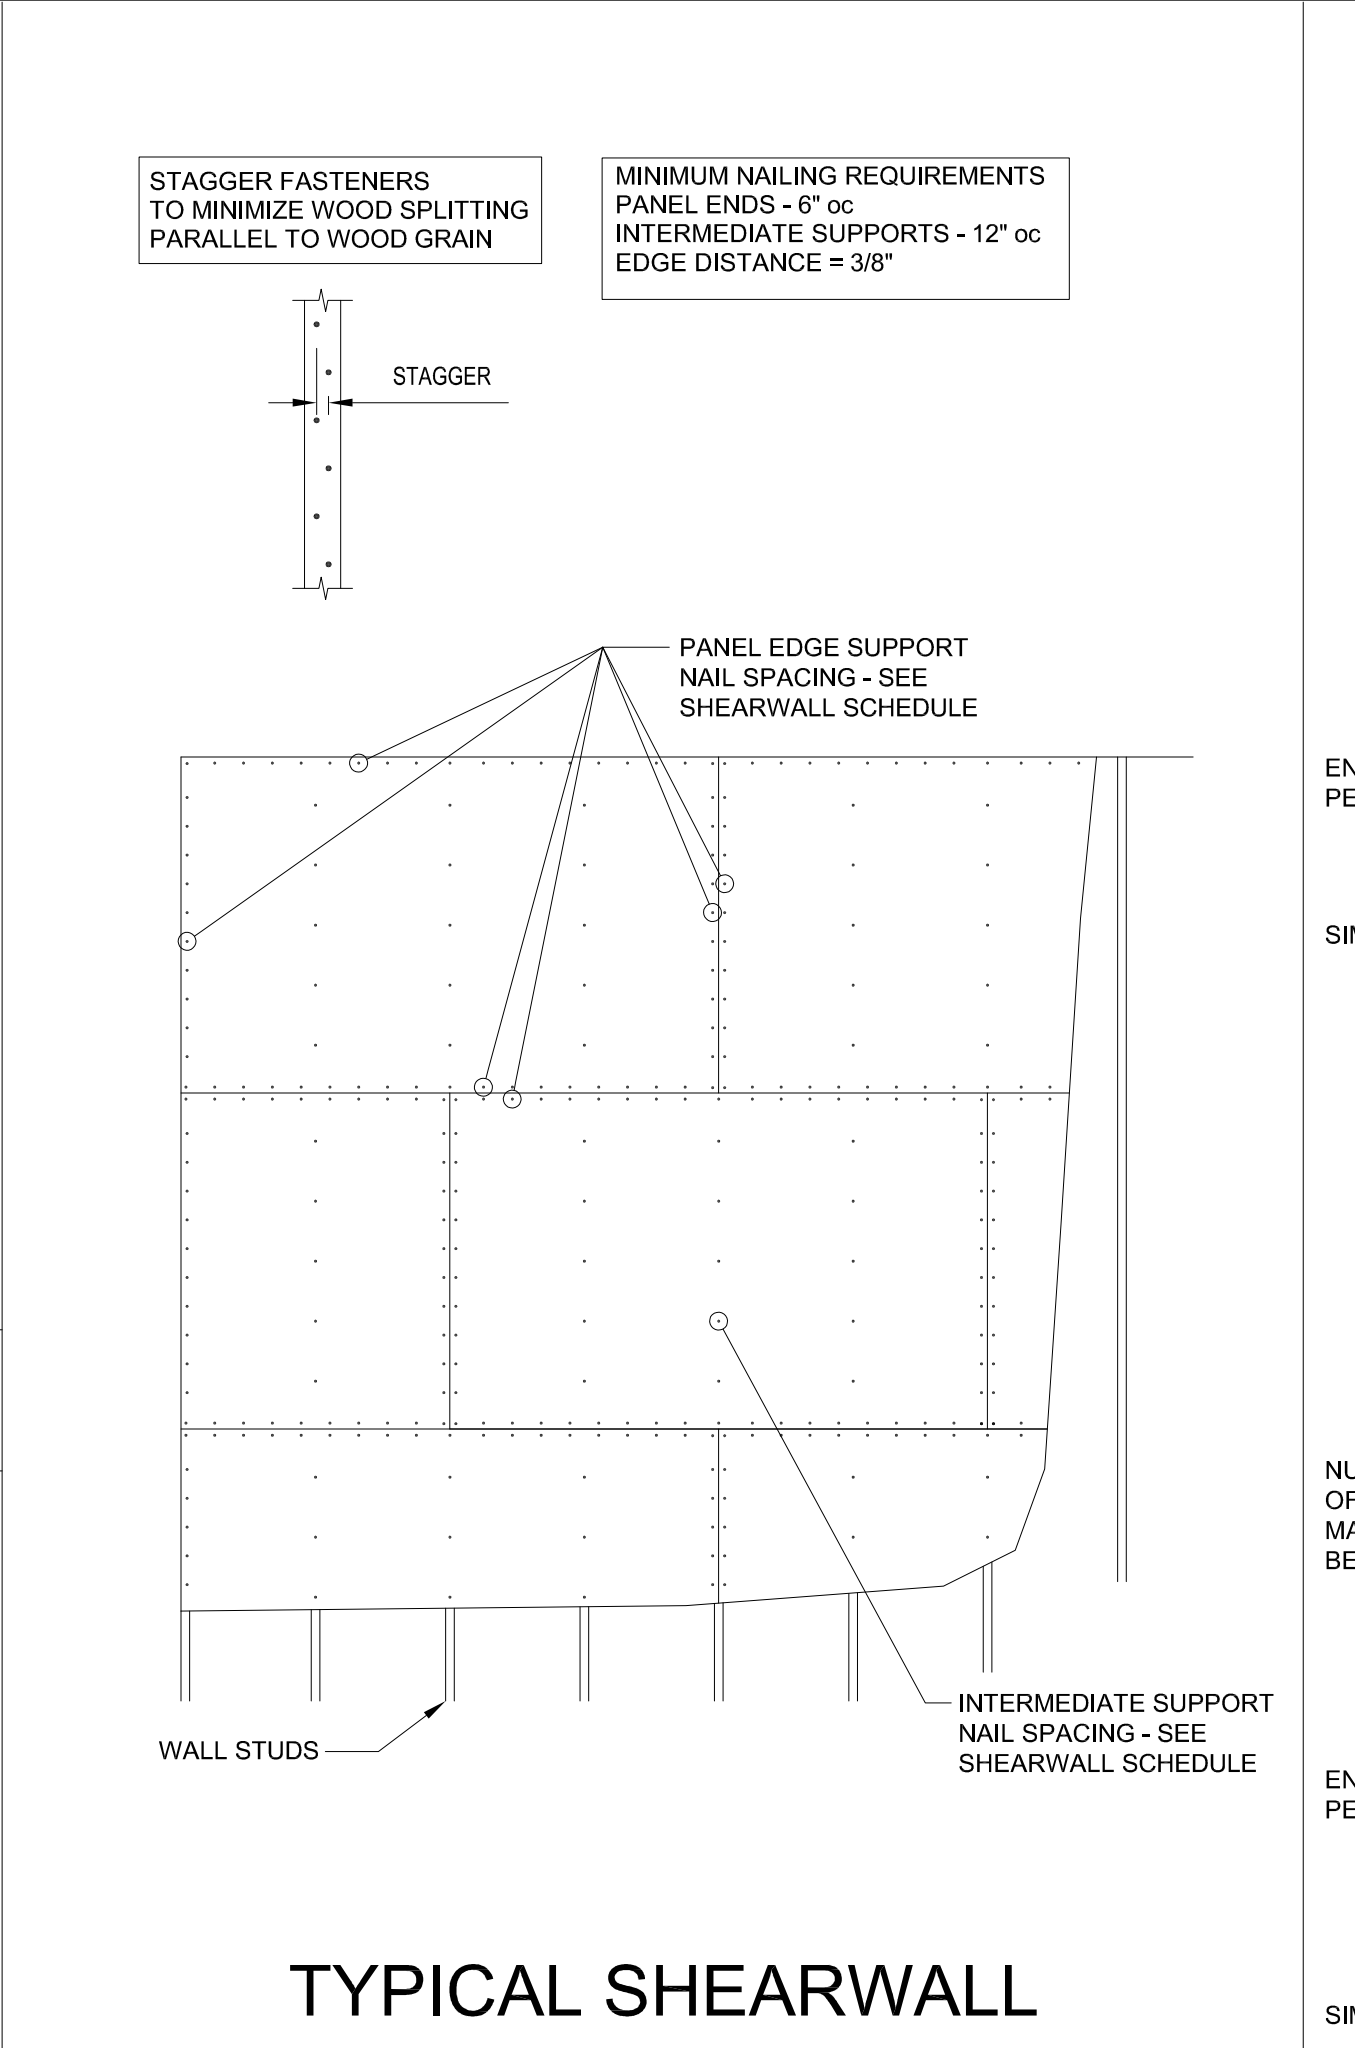 STAGGER FASTENERS
TO MINIMIZE WOOD SPLITTING
PARALLEL TO WOOD GRAIN
MINIMUM NAILING REQUIREMENTS
PANEL ENDS - 6" oc
INTERMEDIATE SUPPORTS - 12" oc
EDGE DISTANCE = 3/8"
STAGGER
PANEL EDGE SUPPORT
NAIL SPACING - SEE
SHEARWALL SCHEDULE
INTERMEDIATE SUPPORT
NAIL SPACING - SEE
SHEARWALL SCHEDULE
WALL STUDS
TYPICAL SHEARWALL